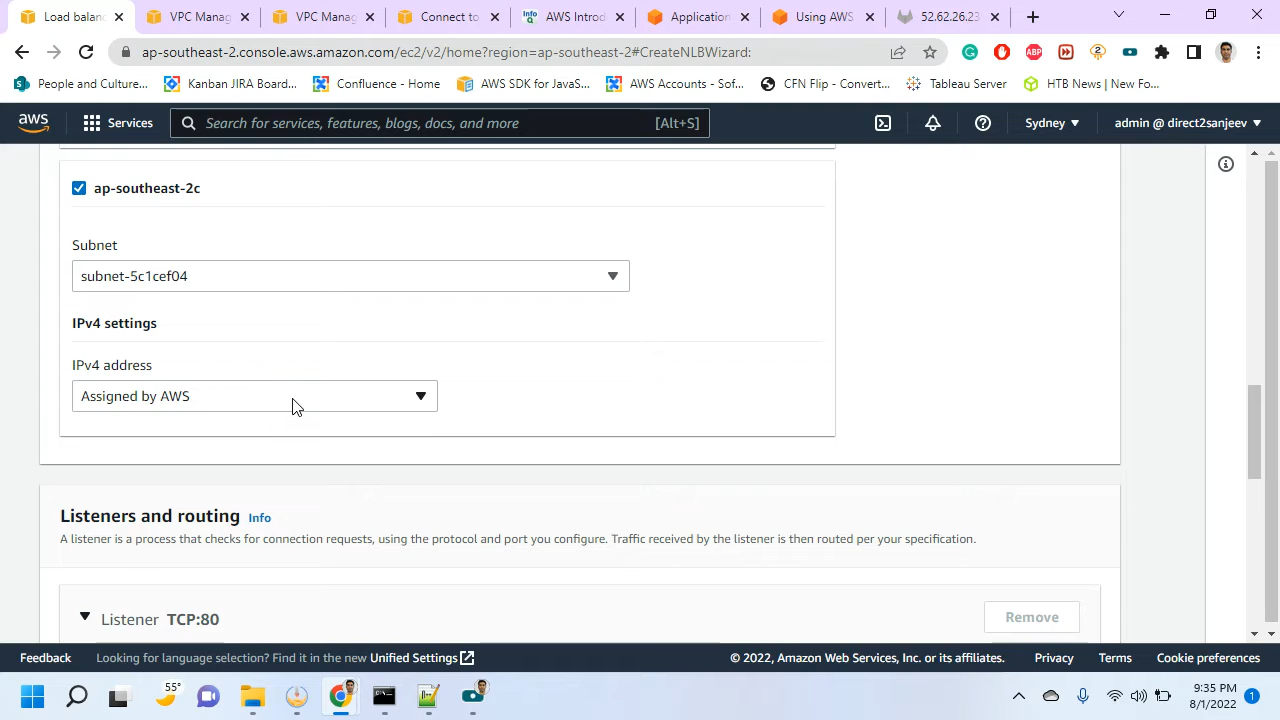 Load balanc
VPC Manag
VPC Manag
Connect to
Info
AWS Introd
Application
Using AWS
52.62.26.23
ap-southeast-2.console.aws.amazon.com/ec2/v2/home?region=ap-southeast-2#CreateNLBWizard:
ABP
2
People and Culture...
Kanban JIRA Board...
Confluence - Home
AWS SDK for JavaS...
AWS Accounts - Sof...
CFN Flip - Convert...
Tableau Server
HTB News | New Fo...
aws
Services
Search for services, features, blogs, docs, and more
[Alt+S]
Sydney
admin @ direct2sanjeev
ap-southeast-2c
Subnet
subnet-5c1cef04
IPv4 settings
IPv4 address
Assigned by AWS
Listeners and routing Info
A listener is a process that checks for connection requests, using the protocol and port you configure. Traffic received by the listener is then routed per your specification.
Listener TCP:80
Remove
Feedback
Looking for language selection? Find it in the new Unified Settings
© 2022, Amazon Web Services, Inc. or its affiliates.
Privacy
Terms
Cookie preferences
55°
9:35 PM
8/1/2022
1